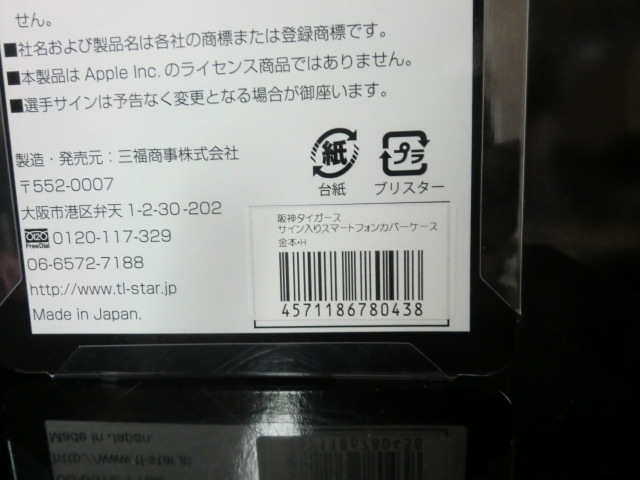 せん。
■社名および製品名は各社の商標または登録商標です。
■本製品は Apple Inc.のライセンス商品ではありません。
■選手サインは予告なく変更となる場合が御座います。
製造・発売元：三福商事株式会社
〒552-0007
大阪市港区弁天 1-2-30-202
FreeDial 0120-117-329
06-6572-7188
http://www.tl-star.jp
Made in Japan.
紙
台紙
プラ
ブリスター
阪神タイガース
サイン入りスマートフォンカバーケース
金本・H
4571186780438